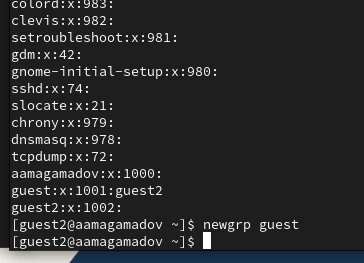 colord:x:983:
clevis:x:982:
setroubleshoot:x:981:
gdm:x:42:
gnome-initial-setup:x:980:
sshd:x:74:
slocate:x:21:
chrony:x:979:
dnsmasq:x:978:
tcpdump:x:72:
aamagamadov:x:1000:
guest:x:1001:guest2
guest2:x:1002:
[guest2@aamagamadov ~]$ newgrp guest
[guest2@aamagamadov ~]$